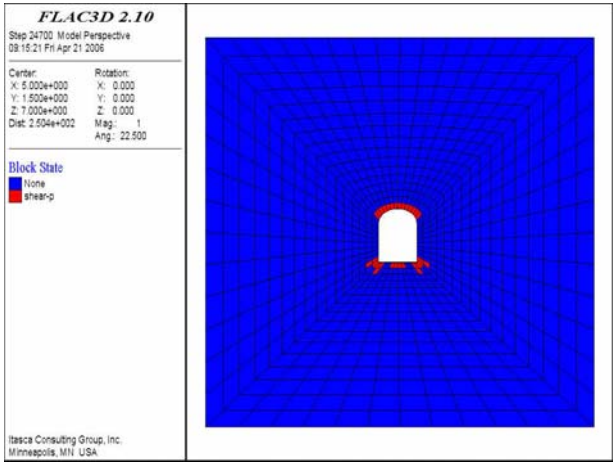 FLAC3D 2.10
Step 24700 Model Perspective
09:15:21 Fri Apr 21 2006
Center: Rotation:
X: 5.000e+000 X: 0.000
Y: 1.500e+000 Y: 0.000
Z: 7.000e+000 Z: 0.000
Dist: 2.504e+002 Mag.: 1
Ang.: 22.500
Block State
None
shear-p
Itasca Consulting Group, Inc.
Minneapolis, MN USA